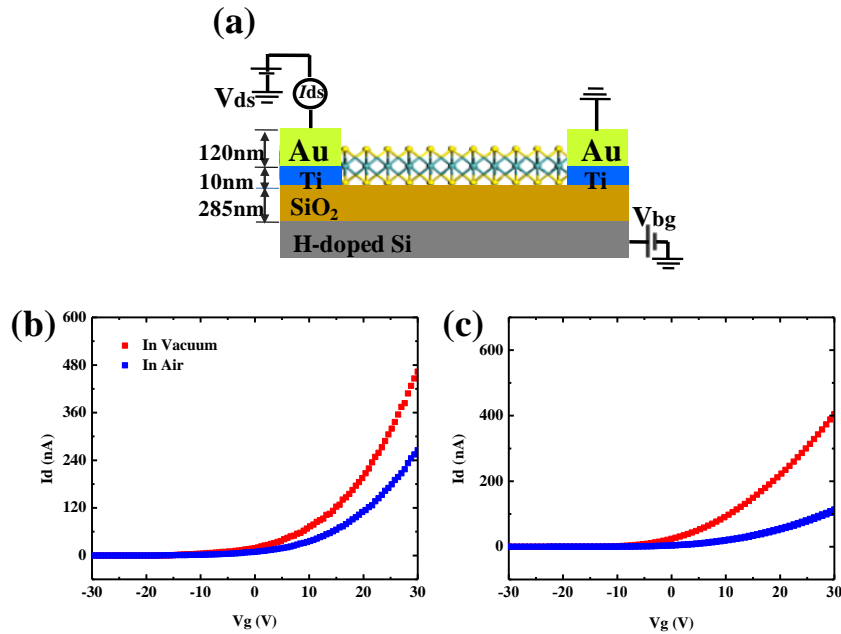 (a)
Vds
Ids
120nm
Au
Au
10nm
Ti
Ti
285nm
SiO2
Vbg
H-doped Si
(b)
(c)
600
480
360
240
120
0
Id (nA)
In Vacuum
In Air
-30 -20 -10 0 10 20 30
Vg (V)
600
400
200
0
Id (nA)
-30 -20 -10 0 10 20 30
Vg (V)